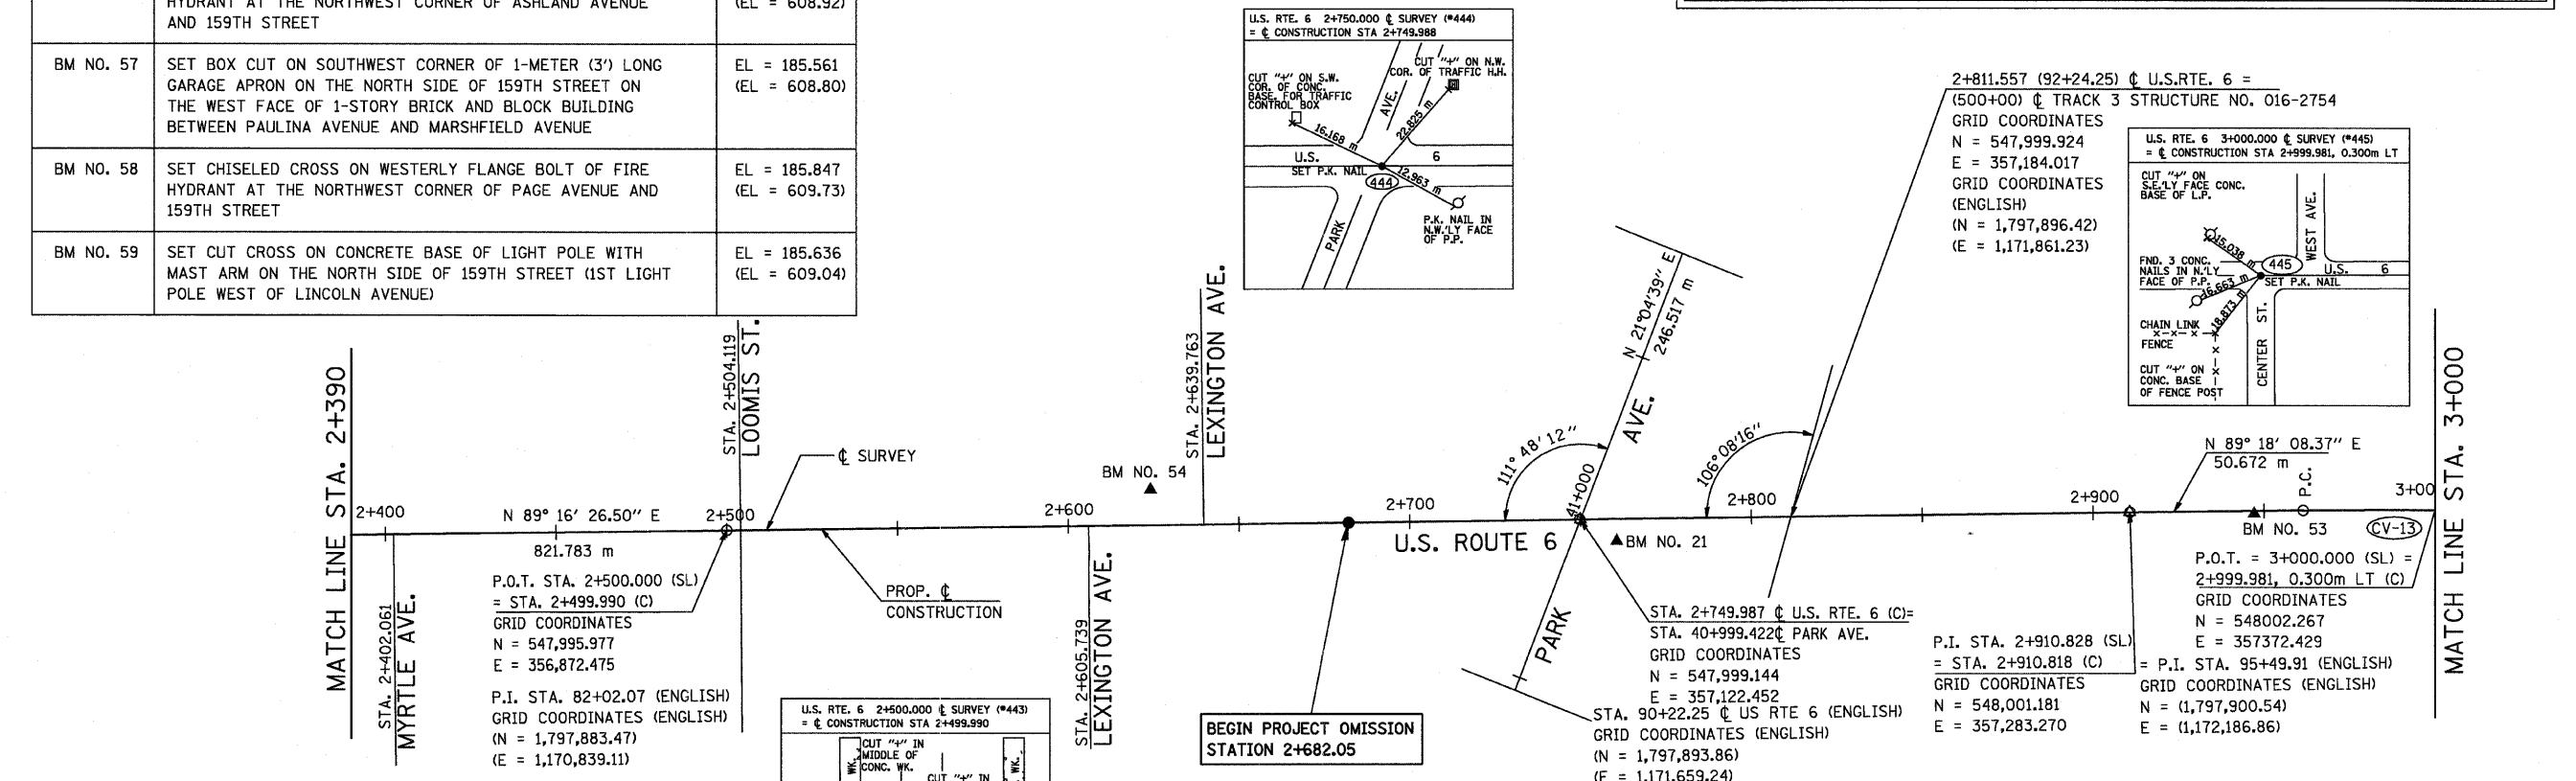 HYDRANT AT THE NORTHWEST CORNER OF ASHLAND AVENUE
AND 159TH STREET
(EL = 608.92)
BM NO. 57
SET BOX CUT ON SOUTHWEST CORNER OF 1-METER (3') LONG
GARAGE APRON ON THE NORTH SIDE OF 159TH STREET ON
THE WEST FACE OF 1-STORY BRICK AND BLOCK BUILDING
BETWEEN PAULINA AVENUE AND MARSHFIELD AVENUE
EL = 185.561
(EL = 608.80)
BM NO. 58
SET CHISELED CROSS ON WESTERLY FLANGE BOLT OF FIRE
HYDRANT AT THE NORTHWEST CORNER OF PAGE AVENUE AND
159TH STREET
EL = 185.847
(EL = 609.73)
BM NO. 59
SET CUT CROSS ON CONCRETE BASE OF LIGHT POLE WITH
MAST ARM ON THE NORTH SIDE OF 159TH STREET (1ST LIGHT
POLE WEST OF LINCOLN AVENUE)
EL = 185.636
(EL = 609.04)
U.S. RTE. 6 2+750.000 ℄ SURVEY (#444)
= ℄ CONSTRUCTION STA 2+749.988
CUT "+" ON S.W.
COR. OF CONC.
BASE FOR TRAFFIC
CONTROL BOX
CUT "+" ON N.W.
COR. OF TRAFFIC H.H.
AVE.
16.168 m
22.825 m
U.S. 6
SET P.K. NAIL
444
12.963 m
PARK
P.K. NAIL IN
N.W.'LY FACE
OF P.P.
2+811.557 (92+24.25) ℄ U.S.RTE. 6 =
(500+00) ℄ TRACK 3 STRUCTURE NO. 016-2754
GRID COORDINATES
N = 547,999.924
E = 357,184.017
GRID COORDINATES
(ENGLISH)
(N = 1,797,896.42)
(E = 1,171,861.23)
U.S. RTE. 6 3+000.000 ℄ SURVEY (#445)
= ℄ CONSTRUCTION STA 2+999.981, 0.300m LT
CUT "+" ON
S.E.'LY FACE CONC.
BASE OF L.P.
WEST AVE.
15.038 m
445
U.S. 6
FND. 3 CONC.
NAILS IN N.'LY
FACE OF P.P.
16.663 m
SET P.K. NAIL
18.873 m
CHAIN LINK
x-x-x
FENCE
CENTER ST.
CUT "+" ON
CONC. BASE
OF FENCE POST
MATCH LINE STA. 2+390
2+400
N 89° 16' 26.50" E
821.783 m
STA. 2+402.061
MYRTLE AVE.
2+500
STA. 2+504.119
LOOMIS ST.
℄ SURVEY
P.O.T. STA. 2+500.000 (SL)
= STA. 2+499.990 (C)
GRID COORDINATES
N = 547,995.977
E = 356,872.475
P.I. STA. 82+02.07 (ENGLISH)
GRID COORDINATES (ENGLISH)
(N = 1,797,883.47)
(E = 1,170,839.11)
PROP. ℄
CONSTRUCTION
U.S. RTE. 6 2+500.000 ℄ SURVEY (#443)
= ℄ CONSTRUCTION STA 2+499.990
CUT "+" IN
MIDDLE OF
CONC. WK.
WK.
CUT "+" IN
WK.
2+600
BM NO. 54
STA. 2+605.739
LEXINGTON AVE.
STA. 2+639.763
LEXINGTON AVE.
BEGIN PROJECT OMISSION
STATION 2+682.05
2+700
U.S. ROUTE 6
111° 48' 12"
41+000
PARK AVE.
N 21°04'39" E
246.517 m
BM NO. 21
106°08'16"
2+800
STA. 2+749.987 ℄ U.S. RTE. 6 (C)=
STA. 40+999.422℄ PARK AVE.
GRID COORDINATES
N = 547,999.144
E = 357,122.452
STA. 90+22.25 ℄ US RTE 6 (ENGLISH)
GRID COORDINATES (ENGLISH)
(N = 1,797,893.86)
(E = 1,171,659.24)
2+900
P.I. STA. 2+910.828 (SL)
= STA. 2+910.818 (C)
GRID COORDINATES
N = 548,001.181
E = 357,283.270
= P.I. STA. 95+49.91 (ENGLISH)
GRID COORDINATES (ENGLISH)
N = (1,797,900.54)
E = (1,172,186.86)
N 89° 18' 08.37" E
50.672 m
P.C.
BM NO. 53
CV-13
3+00
P.O.T. = 3+000.000 (SL) =
2+999.981, 0.300m LT (C)
GRID COORDINATES
N = 548002.267
E = 357372.429
MATCH LINE STA. 3+000